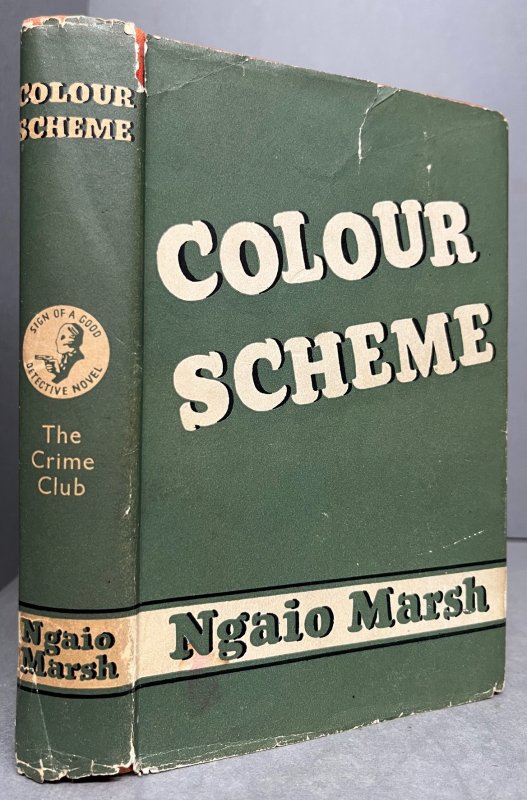 COLOUR
SCHEME
SIGN OF A GOOD
DETECTIVE NOVEL
The
Crime
Club
Ngaio
Marsh
COLOUR
SCHEME
Ngaio Marsh